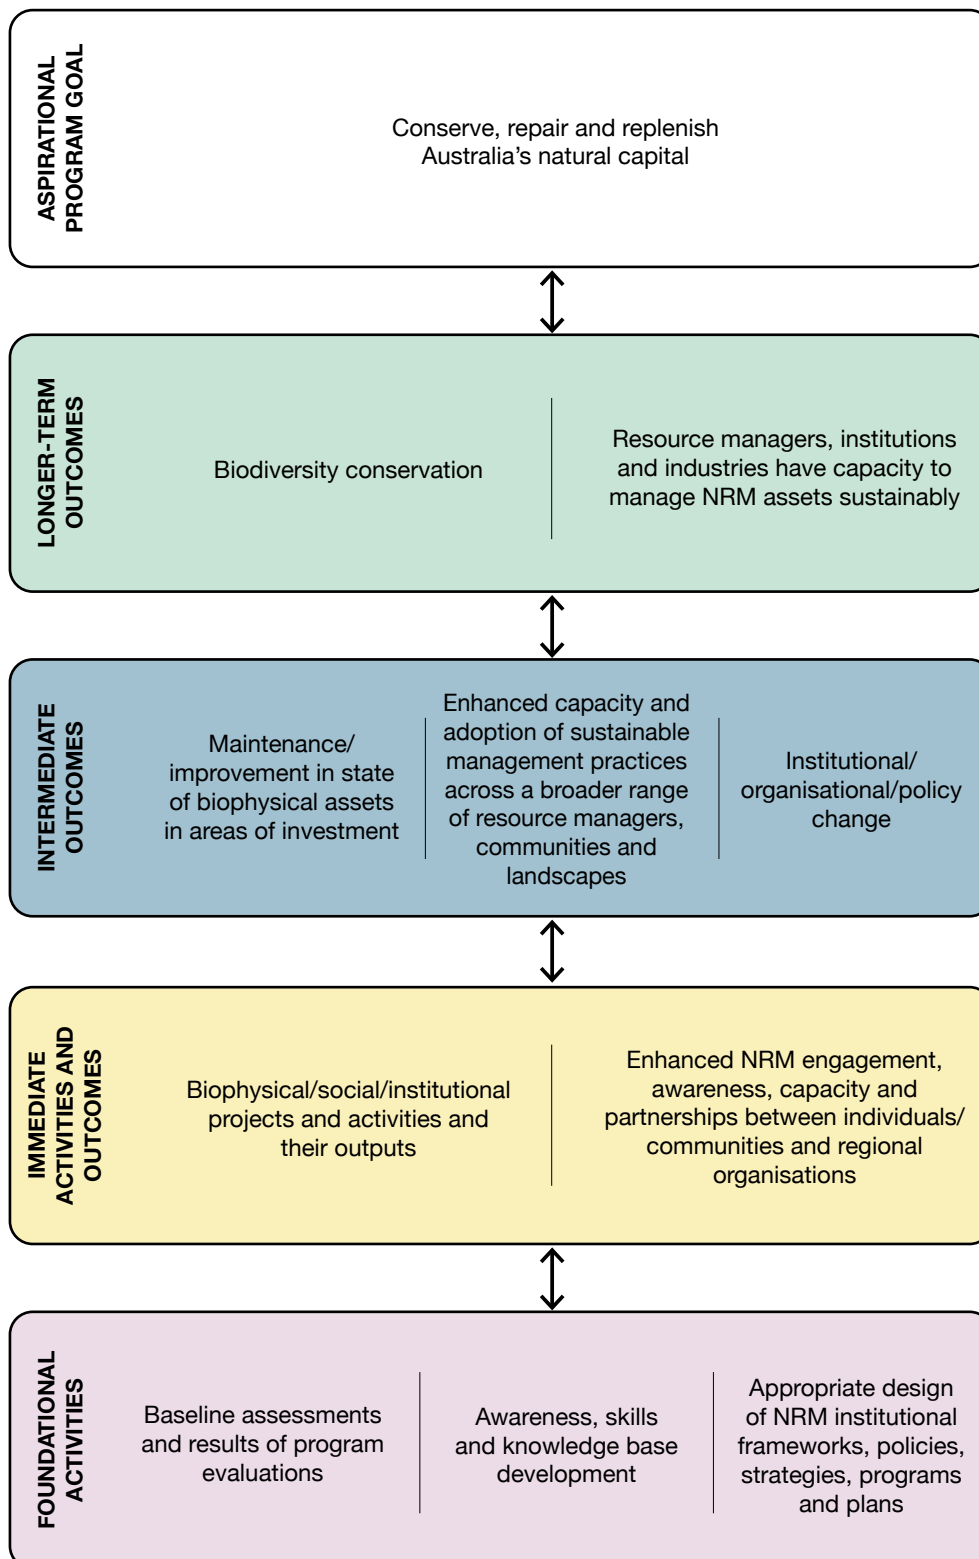 ASPIRATIONAL
PROGRAM GOAL
Conserve, repair and replenish
Australia’s natural capital
LONGER-TERM
OUTCOMES
Biodiversity conservation
Resource managers, institutions
and industries have capacity to
manage NRM assets sustainably
INTERMEDIATE
OUTCOMES
Maintenance/
improvement in state
of biophysical assets
in areas of investment
Enhanced capacity and
adoption of sustainable
management practices
across a broader range
of resource managers,
communities and
landscapes
Institutional/
organisational/policy
change
IMMEDIATE
ACTIVITIES AND
OUTCOMES
Biophysical/social/institutional
projects and activities and
their outputs
Enhanced NRM engagement,
awareness, capacity and
partnerships between individuals/
communities and regional
organisations
FOUNDATIONAL
ACTIVITIES
Baseline assessments
and results of program
evaluations
Awareness, skills
and knowledge base
development
Appropriate design
of NRM institutional
frameworks, policies,
strategies, programs
and plans